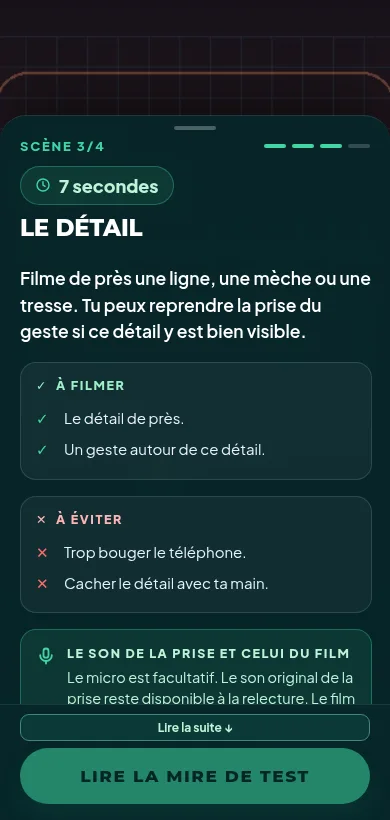 SCÈNE 3/4
7 secondes
LE DÉTAIL
Filme de près une ligne, une mèche ou une
tresse. Tu peux reprendre la prise du
geste si ce détail y est bien visible.
✓ À FILMER
✓ Le détail de près.
✓ Un geste autour de ce détail.
✕ À ÉVITER
✕ Trop bouger le téléphone.
✕ Cacher le détail avec ta main.
LE SON DE LA PRISE ET CELUI DU FILM
Le micro est facultatif. Le son original de la
prise reste disponible à la relecture. Le film
Lire la suite ↓
LIRE LA MIRE DE TEST